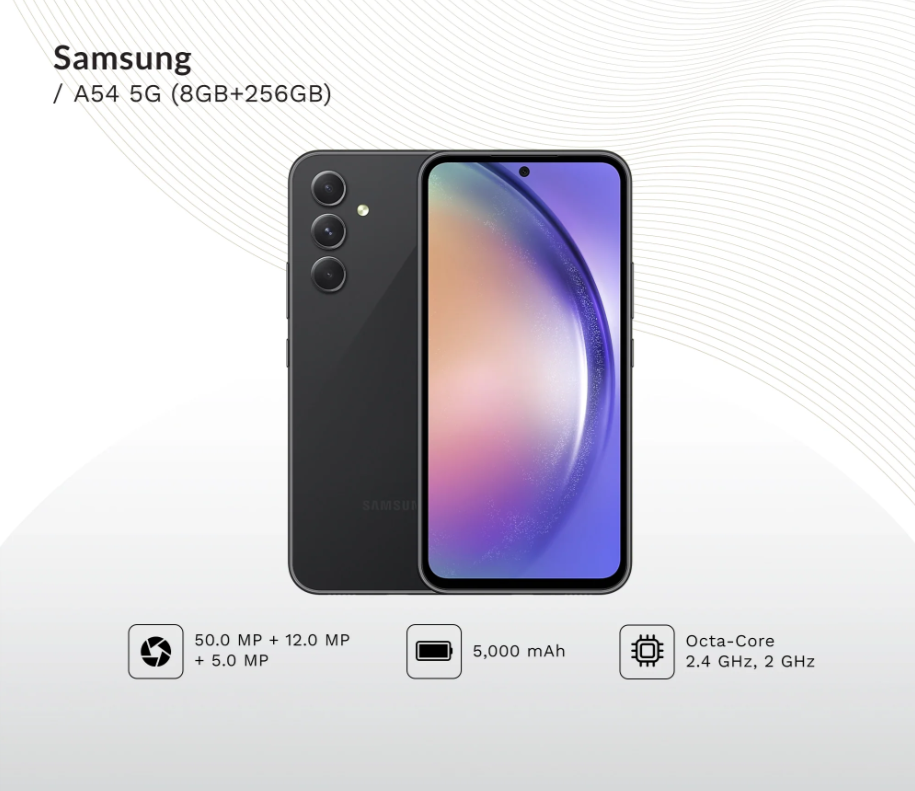 Samsung
/ A54 5G (8GB+256GB)
SAMSUN
50.0 MP + 12.0 MP
+ 5.0 MP
5,000 mAh
Octa-Core
2.4 GHz, 2 GHz